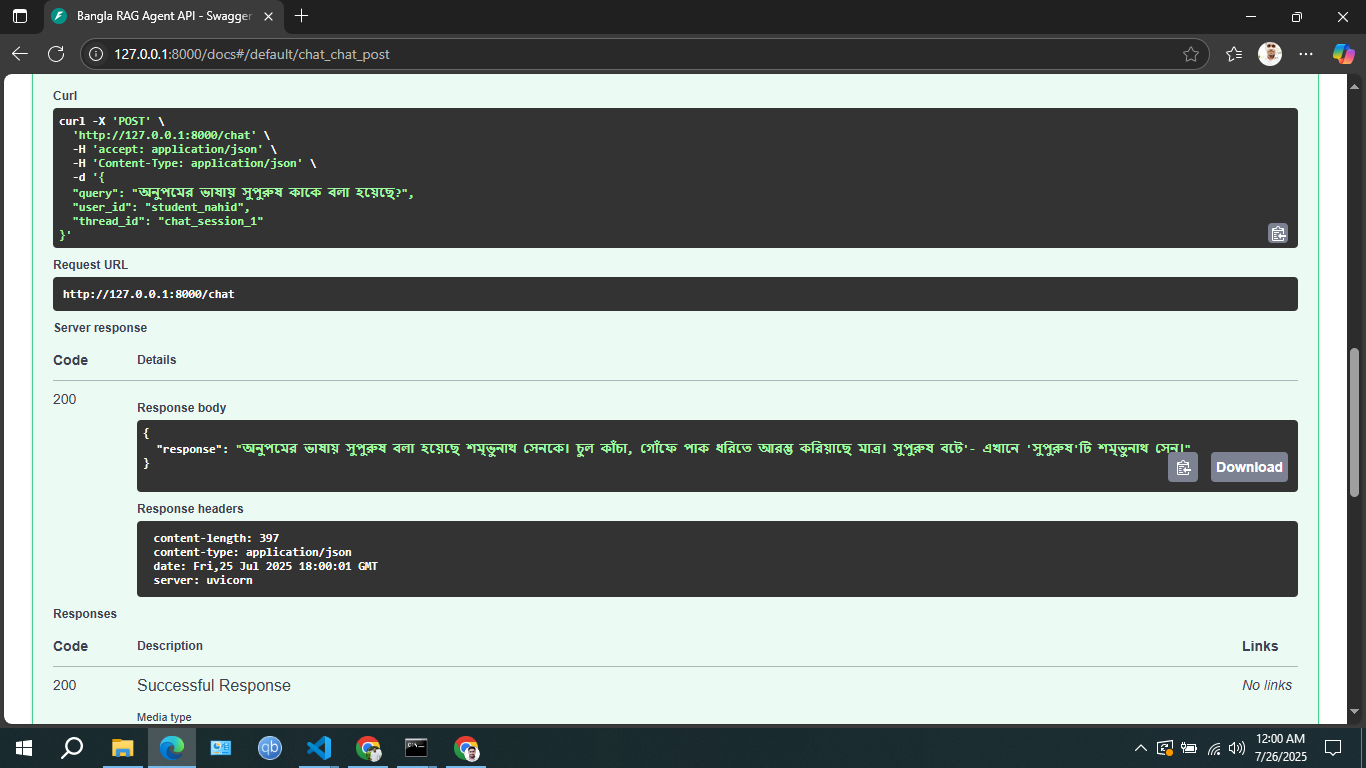 Bangla RAG Agent API - Swagger
127.0.0.1:8000/docs#/default/chat_chat_post
Curl
curl -X 'POST' \
'http://127.0.0.1:8000/chat' \
-H 'accept: application/json' \
-H 'Content-Type: application/json' \
-d '{
"query": "অনুপমের ভাষায় সুপুরুষ কাকে বলা হয়েছে?",
"user_id": "student_nahid",
"thread_id": "chat_session_1"
}'
Request URL
http://127.0.0.1:8000/chat
Server response
Code Details
200
Response body
{
"response": "অনুপমের ভাষায় সুপুরুষ বলা হয়েছে শম্ভুনাথ সেনকে। চুল কাঁচা, গোঁফে পাক ধরিতে আরম্ভ করিয়াছে মাত্র। সুপুরুষ বটে'- এখানে 'সুপুরুষ'টি শম্ভুনাথ সেন।"
}
Download
Response headers
content-length: 397
content-type: application/json
date: Fri,25 Jul 2025 18:00:01 GMT
server: uvicorn
Responses
Code Description Links
200 Successful Response No links
Media type
qb
12:00 AM
7/26/2025